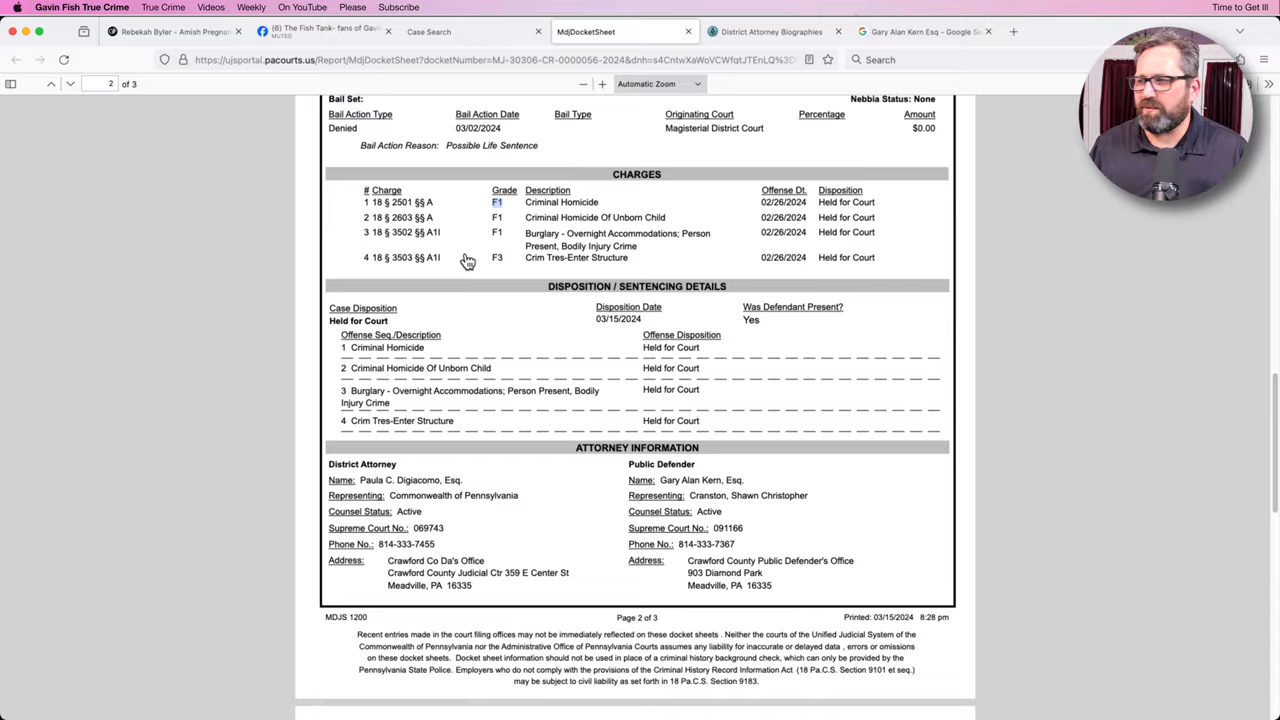 Gavin Fish True Crime True Crime Videos Weekly On YouTube Please Subscribe Time to Get Ill
Rebekah Byler - Amish Pregnan (6) The Fish Tank- fans of Gavi Case Search MdjDocketSheet District Attorney Biographies Gary Alan Kern Esq - Google Se
MUTED
https://ujsportal.pacourts.us/Report/MdjDocketSheet?docketNumber=MJ-30306-CR-0000056-2024&dnh=s4CntwXaWoVCWfqtJTEnLQ%3D Search
2 of 3 Automatic Zoom
Bail Set: Nebbia Status: None
Bail Action Type Bail Action Date Bail Type Originating Court Percentage Amount
Denied 03/02/2024 Magisterial District Court $0.00
Bail Action Reason: Possible Life Sentence
CHARGES
# Charge Grade Description Offense Dt. Disposition
1 18 § 2501 §§ A F1 Criminal Homicide 02/26/2024 Held for Court
2 18 § 2603 §§ A F1 Criminal Homicide Of Unborn Child 02/26/2024 Held for Court
3 18 § 3502 §§ A1I F1 Burglary - Overnight Accommodations; Person 02/26/2024 Held for Court
Present, Bodily Injury Crime
4 18 § 3503 §§ A1I F3 Crim Tres-Enter Structure 02/26/2024 Held for Court
DISPOSITION / SENTENCING DETAILS
Case Disposition Disposition Date Was Defendant Present?
Held for Court 03/15/2024 Yes
Offense Seq./Description Offense Disposition
1 Criminal Homicide Held for Court
2 Criminal Homicide Of Unborn Child Held for Court
3 Burglary - Overnight Accommodations; Person Present, Bodily Held for Court
Injury Crime
4 Crim Tres-Enter Structure Held for Court
ATTORNEY INFORMATION
District Attorney Public Defender
Name: Paula C. Digiacomo, Esq. Name: Gary Alan Kern, Esq.
Representing: Commonwealth of Pennsylvania Representing: Cranston, Shawn Christopher
Counsel Status: Active Counsel Status: Active
Supreme Court No.: 069743 Supreme Court No.: 091166
Phone No.: 814-333-7455 Phone No.: 814-333-7367
Address: Crawford Co Da's Office Address: Crawford County Public Defender's Office
Crawford County Judicial Ctr 359 E Center St 903 Diamond Park
Meadville, PA 16335 Meadville, PA 16335
MDJS 1200 Page 2 of 3 Printed: 03/15/2024 8:28 pm
Recent entries made in the court filing offices may not be immediately reflected on these docket sheets . Neither the courts of the Unified Judicial System of the
Commonwealth of Pennsylvania nor the Administrative Office of Pennsylvania Courts assumes any liability for inaccurate or delayed data , errors or omissions
on these docket sheets. Docket sheet information should not be used in place of a criminal history background check, which can only be provided by the
Pennsylvania State Police. Employers who do not comply with the provisions of the Criminal History Record Information Act (18 Pa.C.S. Section 9101 et seq.)
may be subject to civil liability as set forth in 18 Pa.C.S. Section 9183.